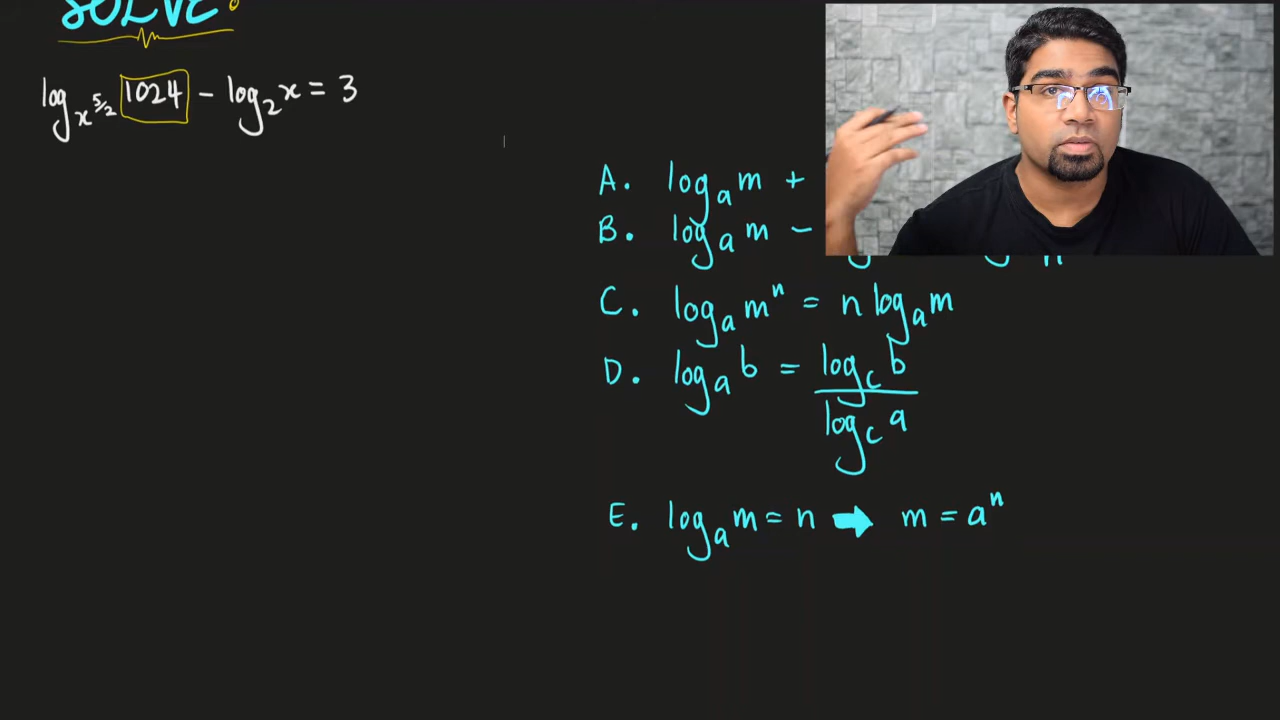 SOLVE:
log_{x^{5/2}} 1024 - log_2 x = 3
A. log_a m +
B. log_a m -
C. log_a m^n = n log_a m
D. log_a b = log_c b / log_c a
E. log_a m = n ➡ m = a^n